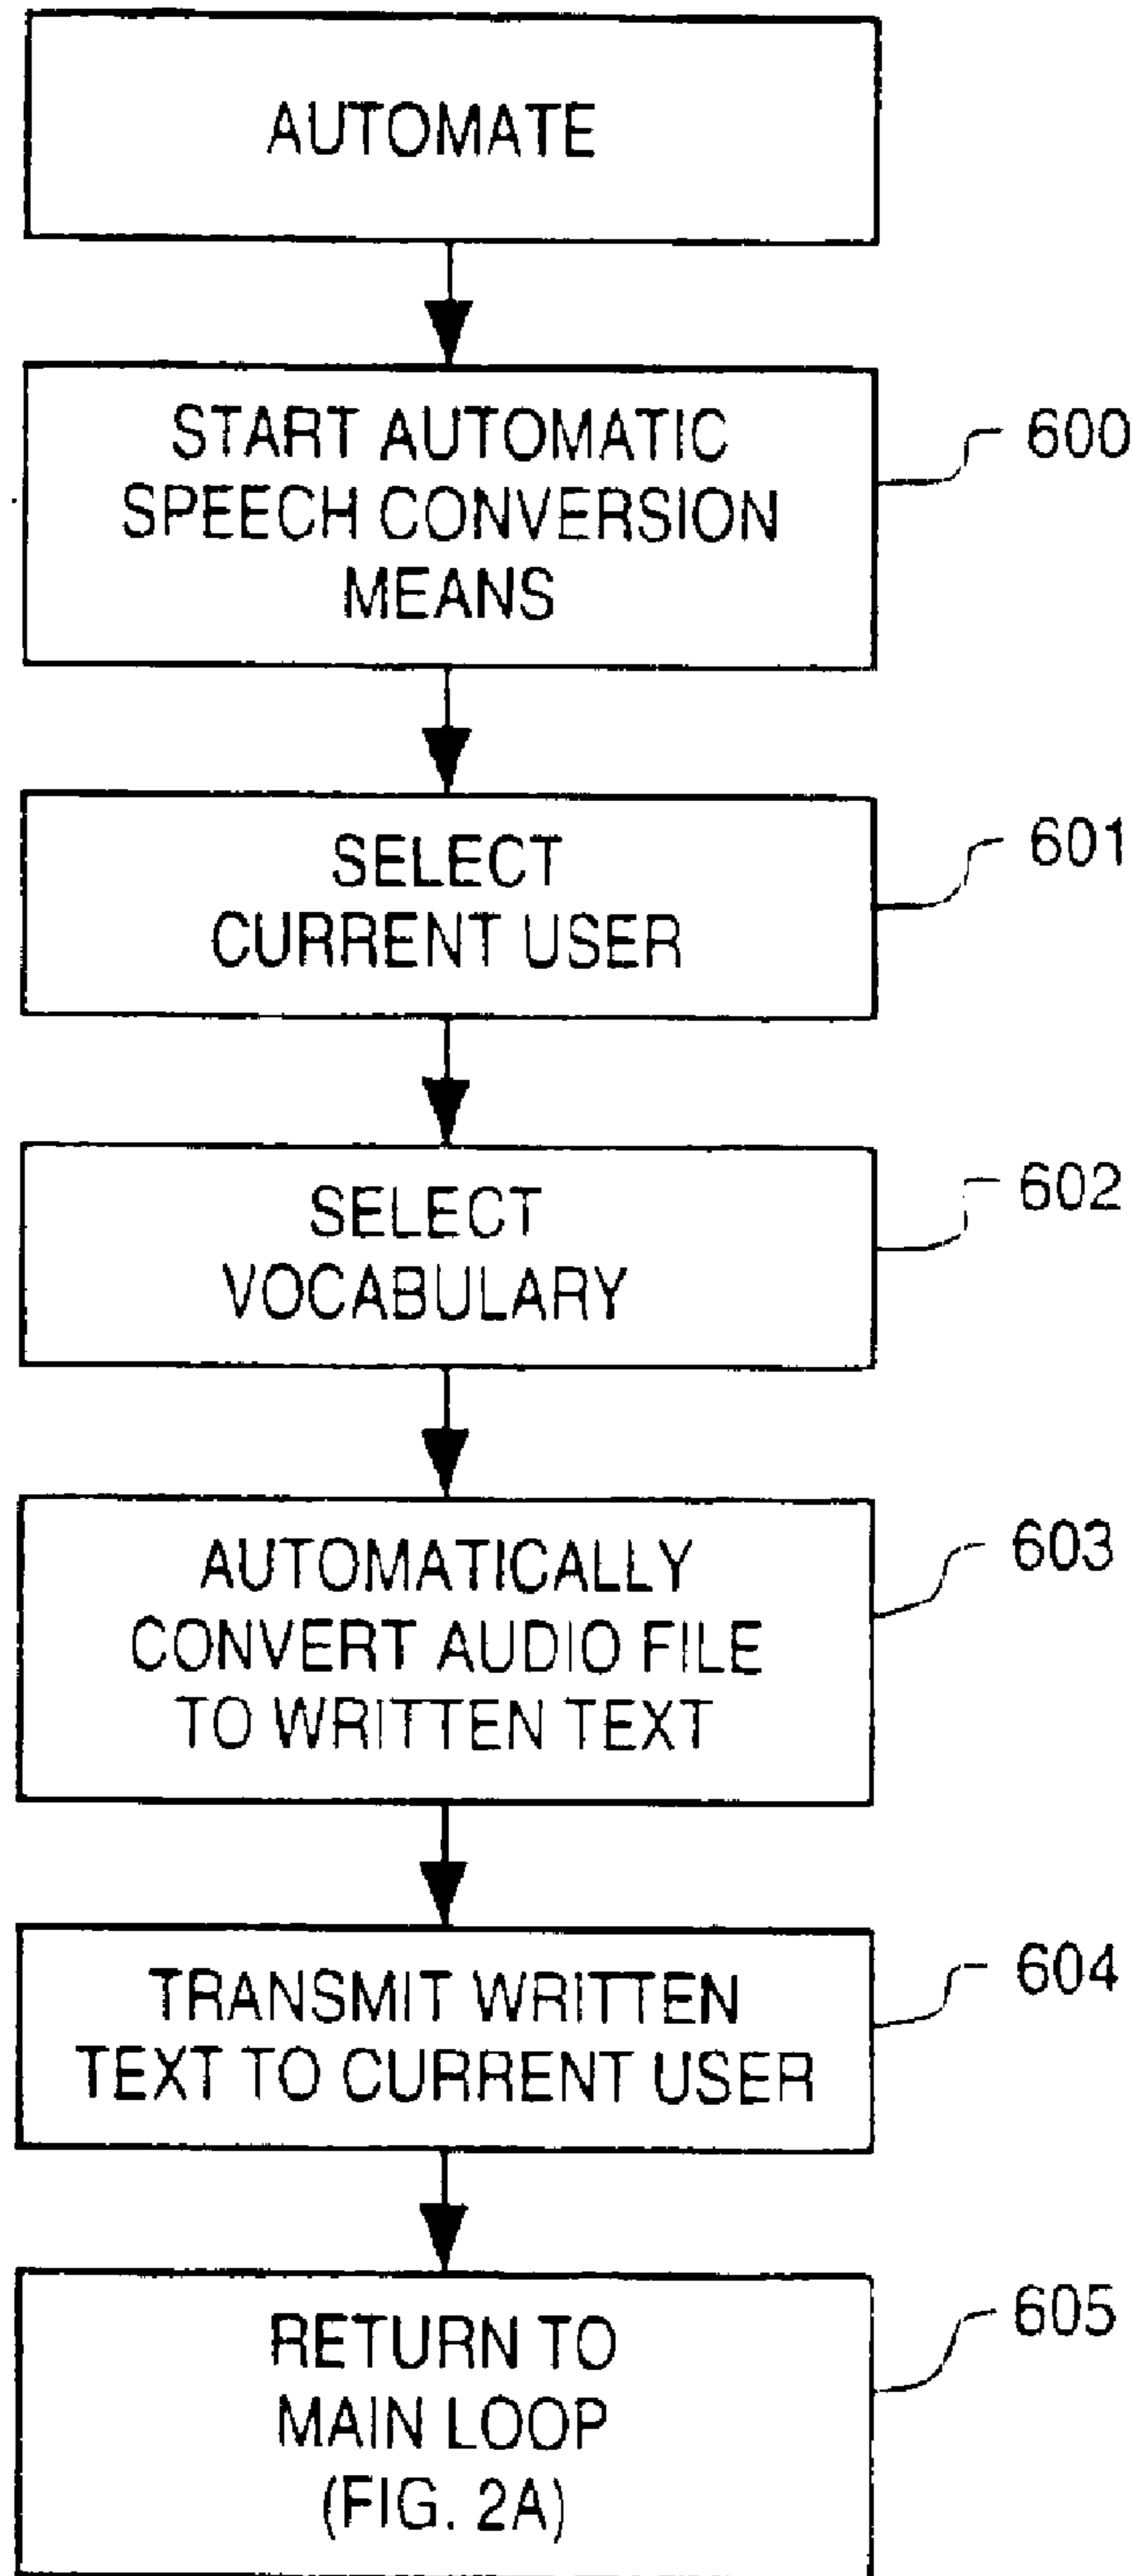 AUTOMATE
START AUTOMATIC
SPEECH CONVERSION
MEANS
600
SELECT
CURRENT USER
601
SELECT
VOCABULARY
602
AUTOMATICALLY
CONVERT AUDIO FILE
TO WRITTEN TEXT
603
TRANSMIT WRITTEN
TEXT TO CURRENT USER
604
RETURN TO
MAIN LOOP
(FIG. 2A)
605